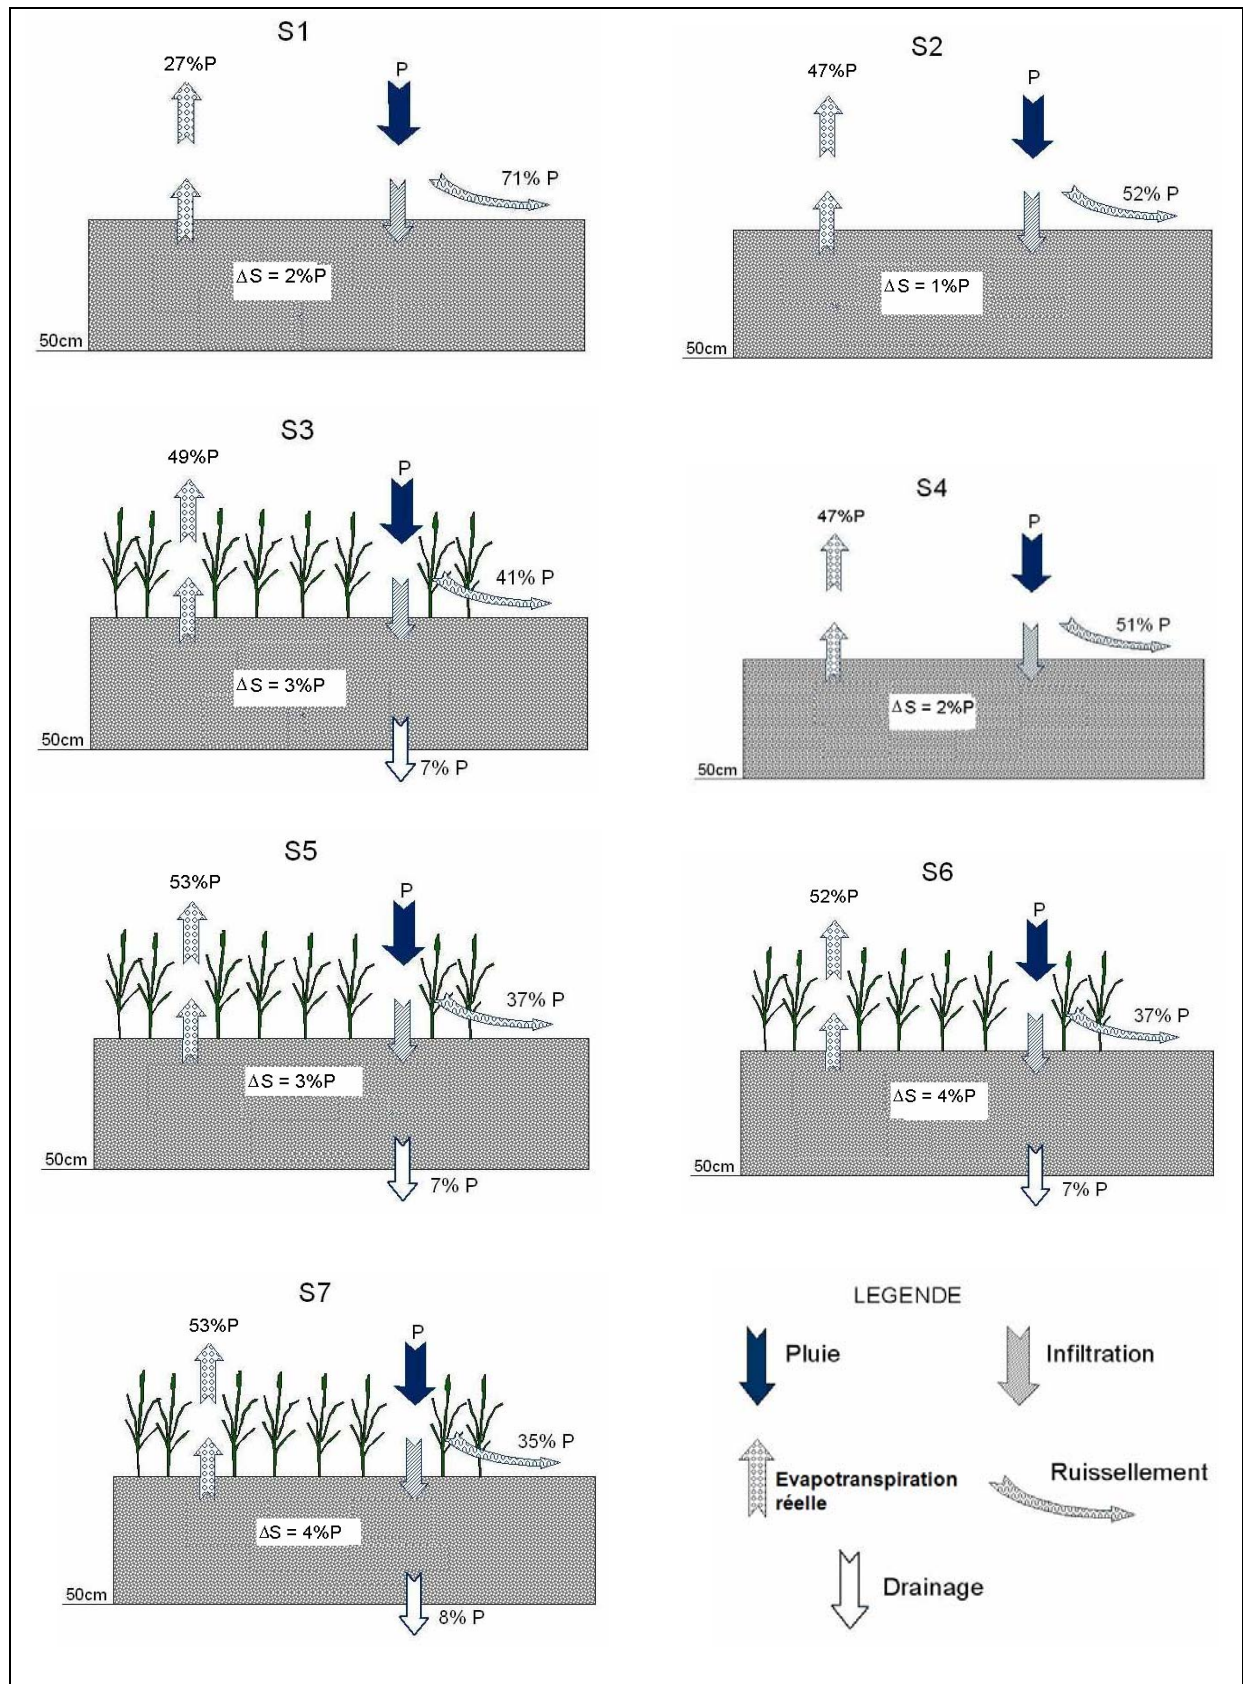 S1
27%P
P
71% P
ΔS = 2%P
50cm
S2
47%P
P
52% P
ΔS = 1%P
50cm
S3
49%P
P
41% P
ΔS = 3%P
50cm
7% P
S4
47%P
P
51% P
ΔS = 2%P
50cm
S5
53%P
P
37% P
ΔS = 3%P
50cm
7% P
S6
52%P
P
37% P
ΔS = 4%P
50cm
7% P
S7
53%P
P
35% P
ΔS = 4%P
50cm
8% P
LEGENDE
Pluie
Infiltration
Evapotranspiration
réelle
Ruissellement
Drainage